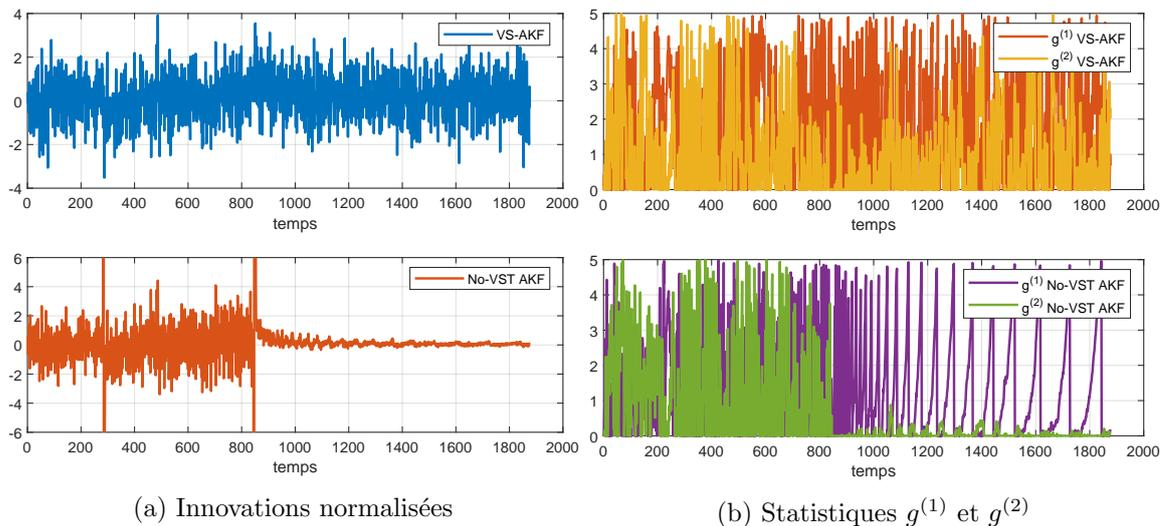 4
2
0
-2
-4
VS-AKF
0 200 400 600 800 1000 1200 1400 1600 1800 2000
temps
5
4
3
2
1
0
g(1) VS-AKF
g(2) VS-AKF
0 200 400 600 800 1000 1200 1400 1600 1800 2000
temps
6
4
2
0
-2
-4
-6
No-VST AKF
0 200 400 600 800 1000 1200 1400 1600 1800 2000
temps
5
4
3
2
1
0
g(1) No-VST AKF
g(2) No-VST AKF
0 200 400 600 800 1000 1200 1400 1600 1800 2000
temps
(a) Innovations normalisées
(b) Statistiques g(1) et g(2)